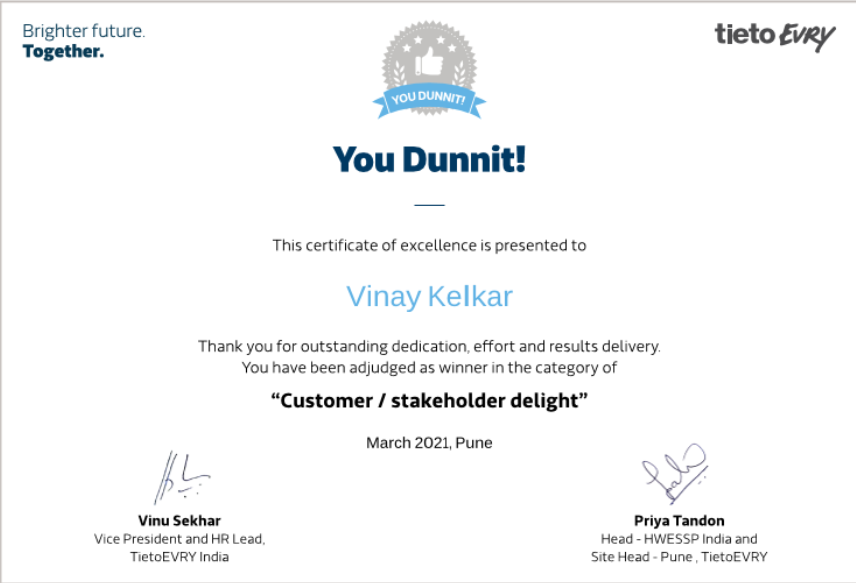 Brighter future.
Together.
tieto EVRY
YOU DUNNIT!
You Dunnit!
This certificate of excellence is presented to
Vinay Kelkar
Thank you for outstanding dedication, effort and results delivery.
You have been adjudged as winner in the category of
“Customer / stakeholder delight”
March 2021, Pune
Vinu Sekhar
Vice President and HR Lead,
TietoEVRY India
Priya Tandon
Head - HWESSP India and
Site Head - Pune , TietoEVRY